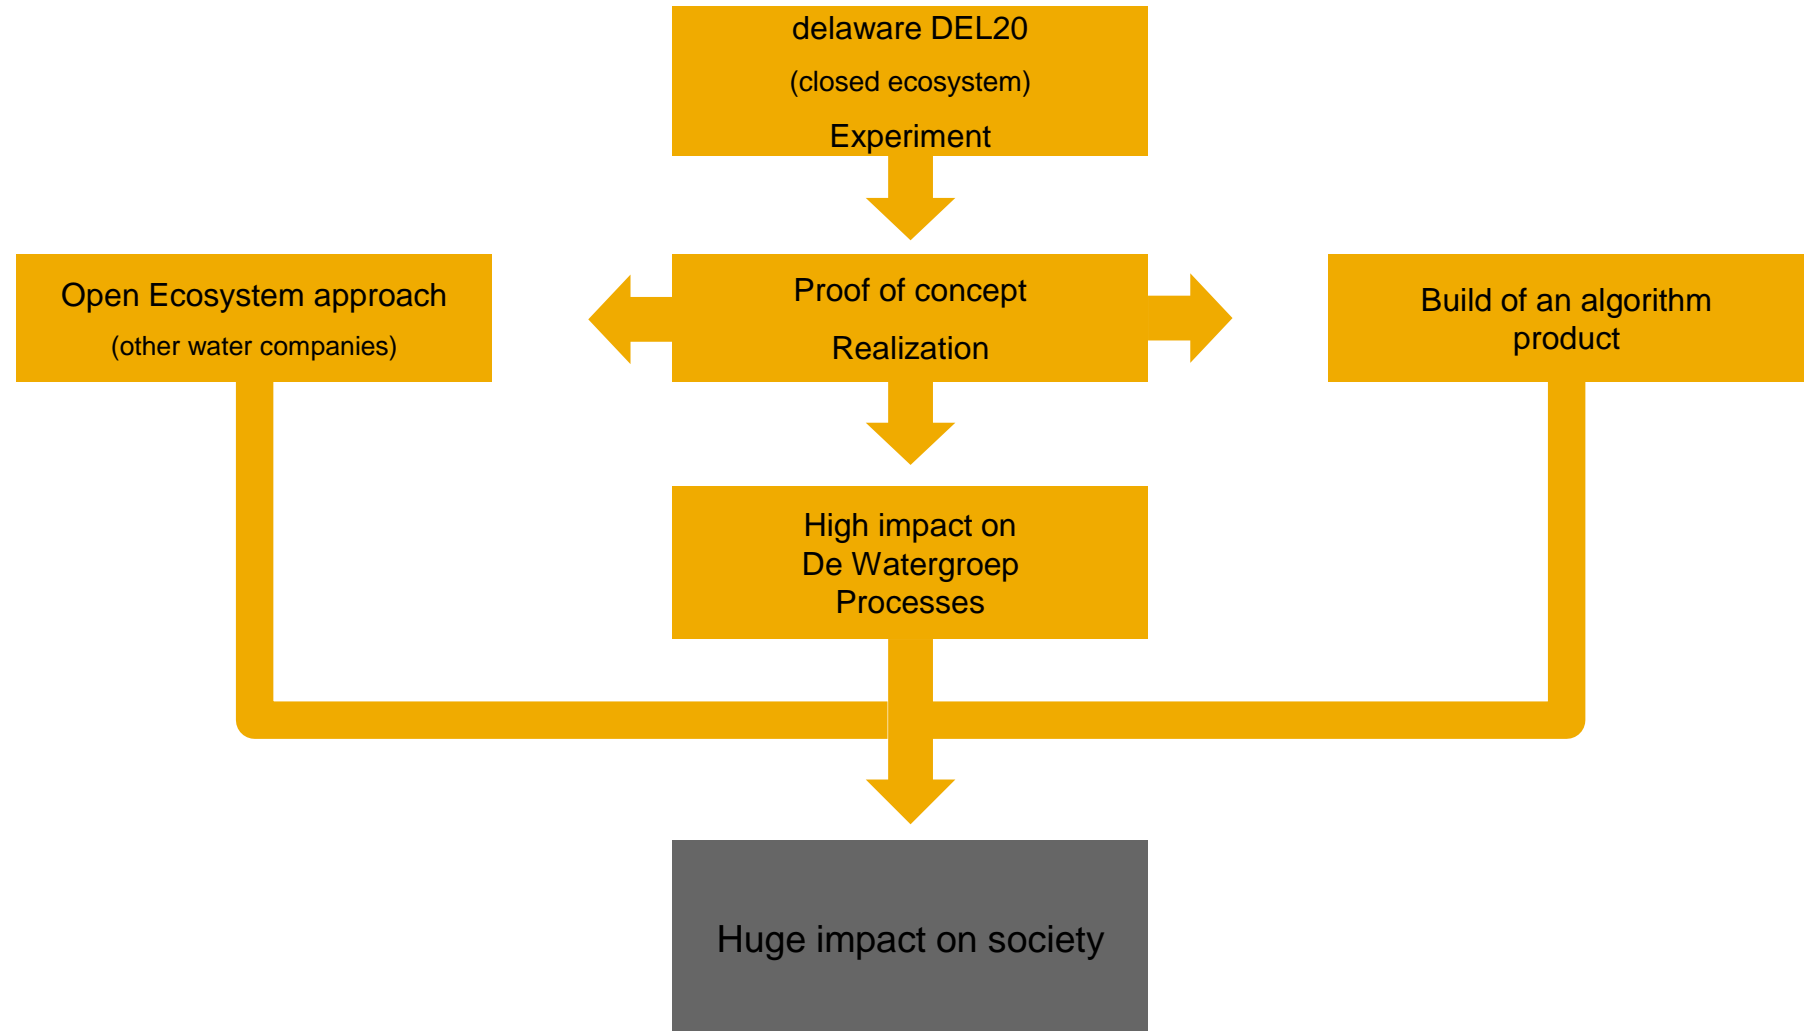 delaware DEL20
(closed ecosystem)
Experiment
Open Ecosystem approach
(other water companies)
Proof of concept
Realization
Build of an algorithm
product
High impact on
De Watergroep
Processes
Huge impact on society